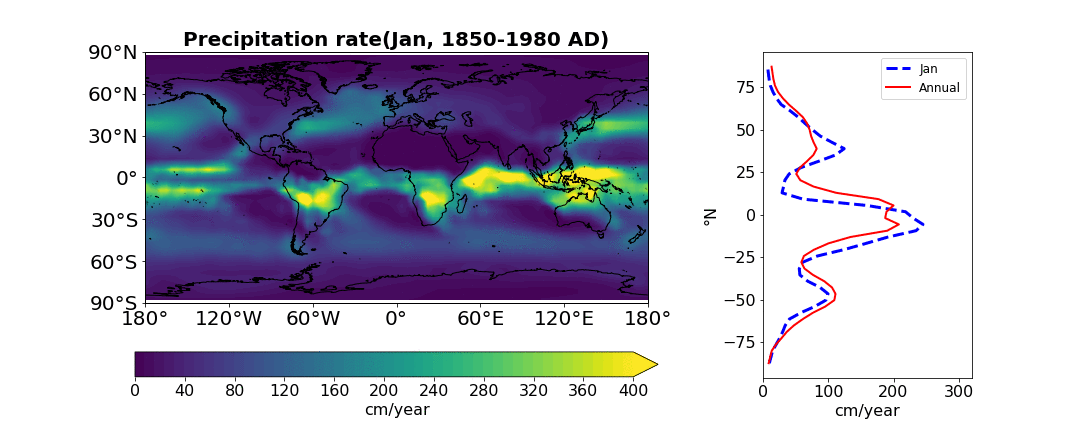 Precipitation rate(Jan, 1850-1980 AD)
90°N
60°N
30°N
0°
30°S
60°S
90°S
180° 120°W 60°W 0° 60°E 120°E 180°
0 40 80 120 160 200 240 280 320 360 400
cm/year
Jan
Annual
75
50
25
0
−25
−50
−75
°N
0 100 200 300
cm/year